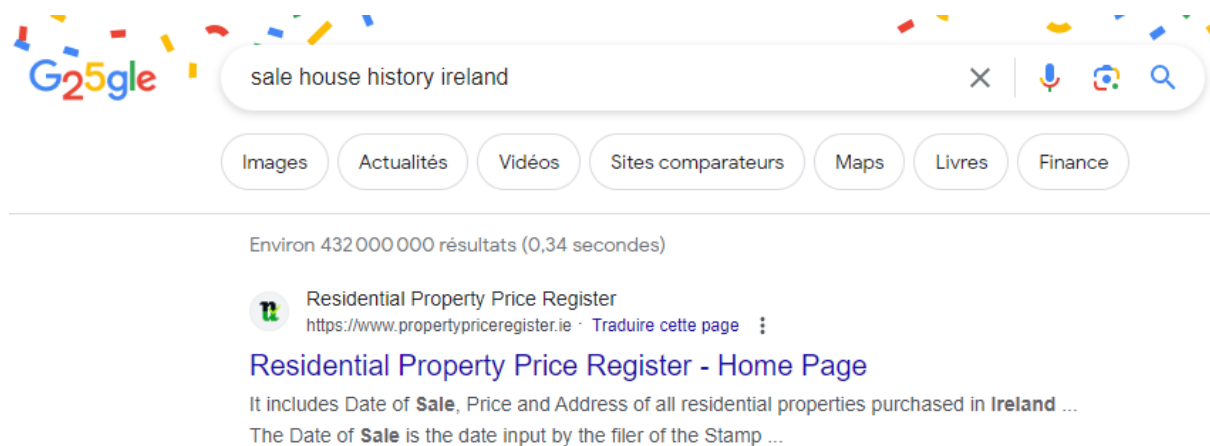 G25gle
sale house history ireland
Images Actualités Vidéos Sites comparateurs Maps Livres Finance
Environ 432 000 000 résultats (0,34 secondes)
Residential Property Price Register
https://www.propertypriceregister.ie · Traduire cette page
Residential Property Price Register - Home Page
It includes Date of Sale, Price and Address of all residential properties purchased in Ireland ...
The Date of Sale is the date input by the filer of the Stamp ...